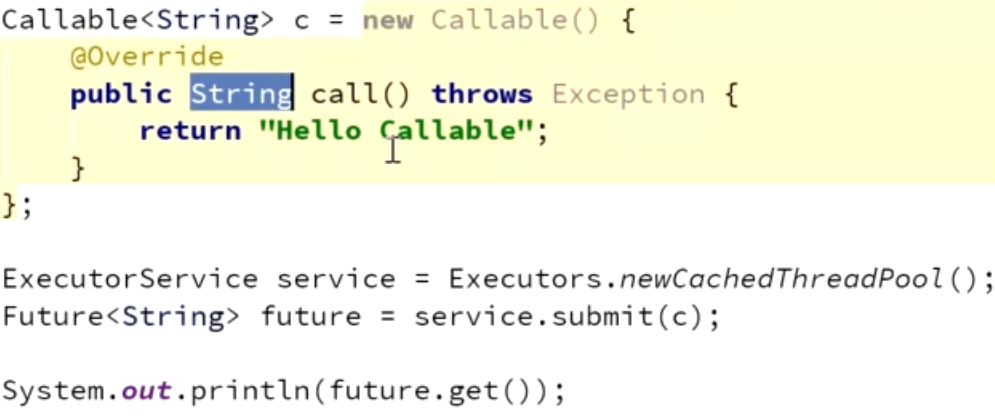 Callable<String> c = new Callable() {
@Override
public String call() throws Exception {
return "Hello Callable";
}
};
ExecutorService service = Executors.newCachedThreadPool();
Future<String> future = service.submit(c);
System.out.println(future.get());